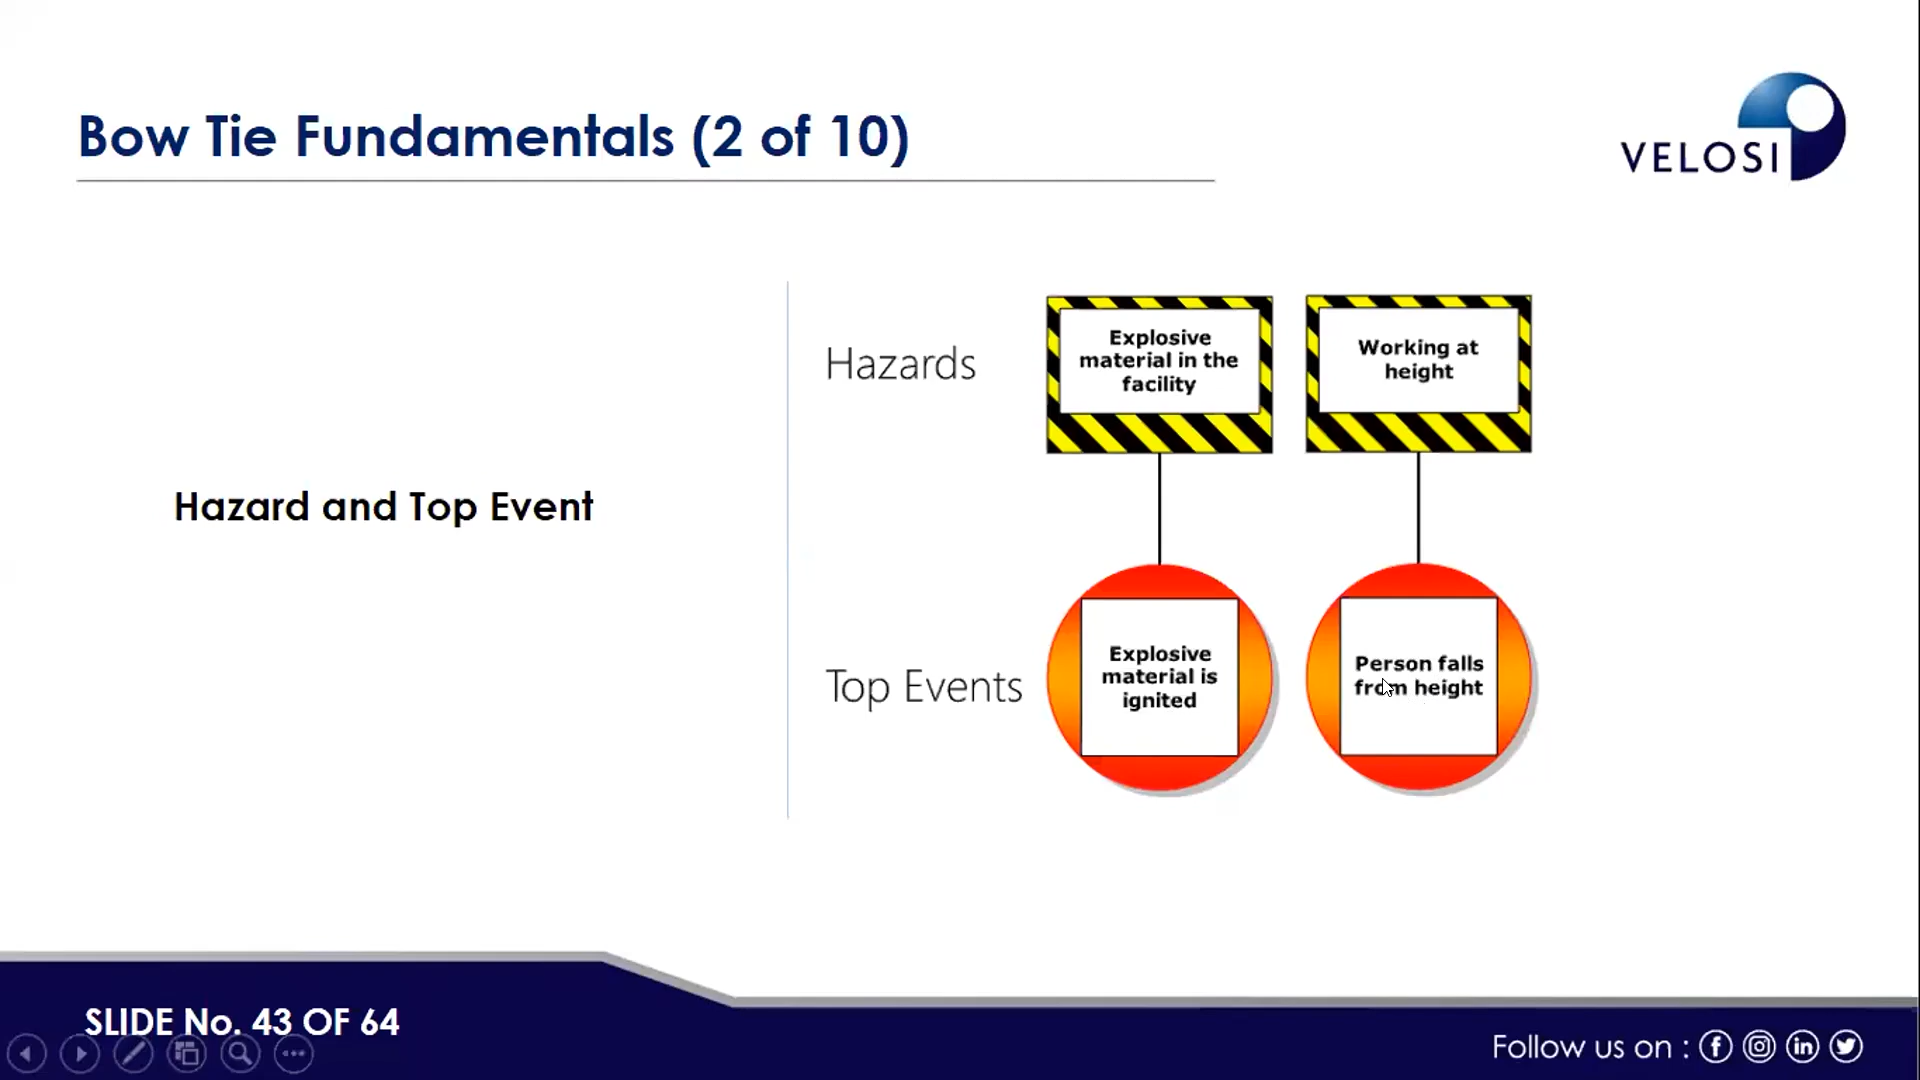 Bow Tie Fundamentals (2 of 10)
VELOSI
Hazard and Top Event
Hazards
Explosive
material in the
facility
Working at
height
Top Events
Explosive
material is
ignited
Person falls
from height
SLIDE No. 43 OF 64
Follow us on :